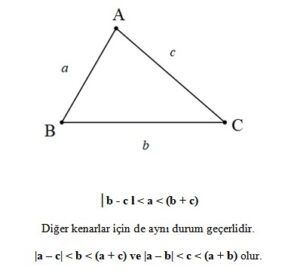 A
a
c
B
C
b
| b - c l < a < (b + c)
Diğer kenarlar için de aynı durum geçerlidir.
|a – c| < b < (a + c) ve |a – b| < c < (a + b) olur.